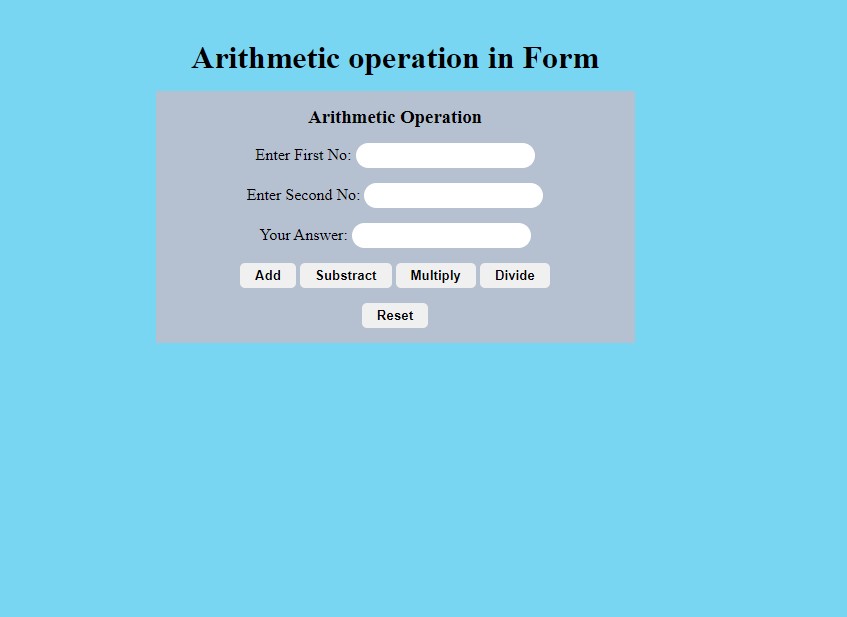 Arithmetic operation in Form
Arithmetic Operation
Enter First No:
Enter Second No:
Your Answer:
Add Substract Multiply Divide
Reset